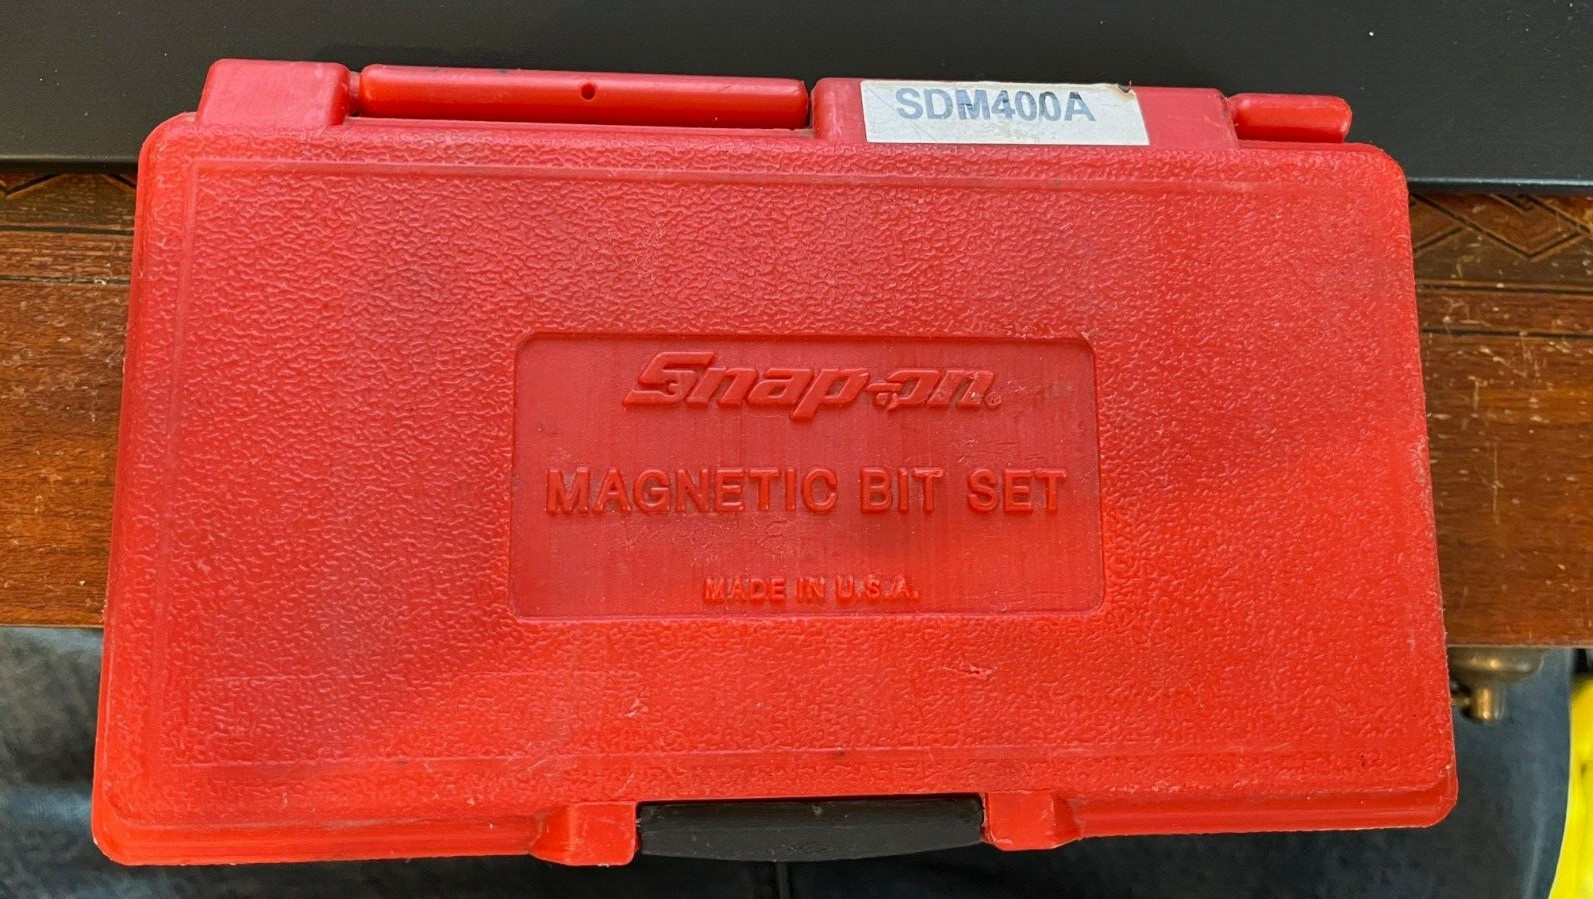 SDM400A
Snap-on®
MAGNETIC BIT SET
MADE IN U.S.A.